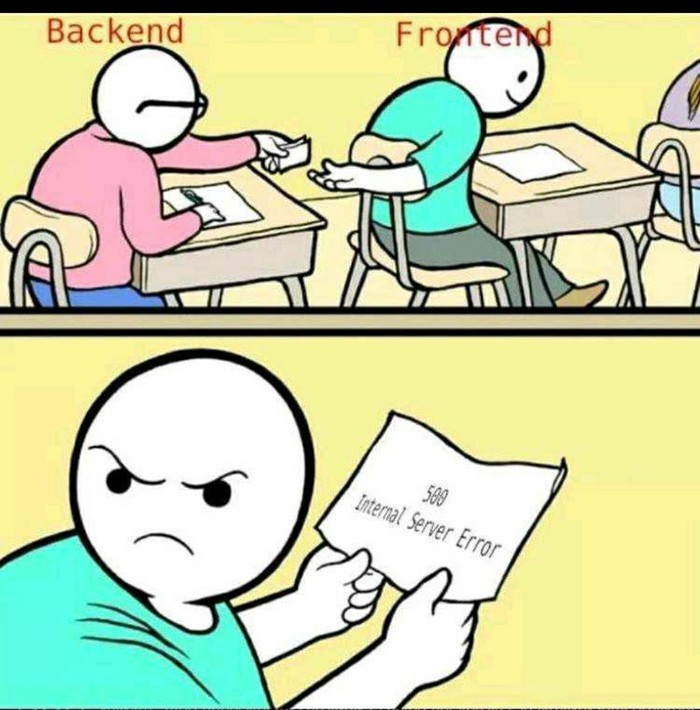 Backend
Frontend
500
Internal Server Error